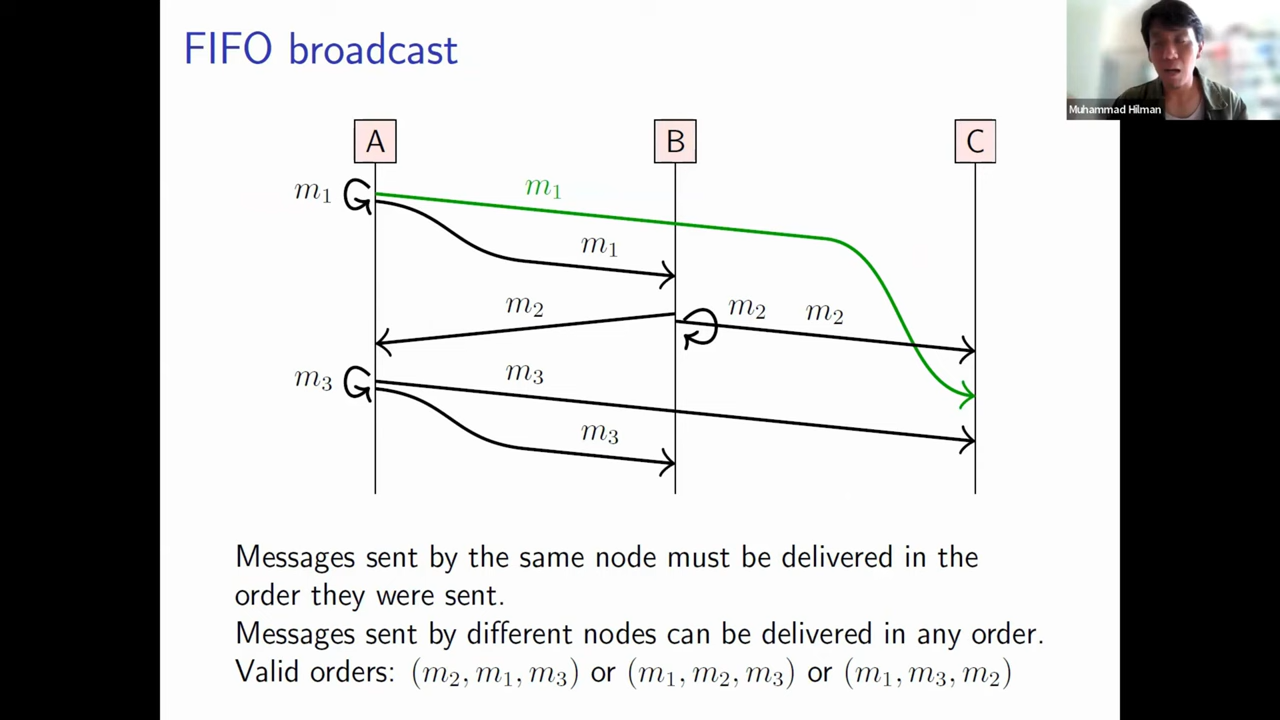 FIFO broadcast
Muhammad Hilman
A
B
C
m₁
m₁
m₁
m₂
m₂
m₂
m₃
m₃
m₃
Messages sent by the same node must be delivered in the
order they were sent.
Messages sent by different nodes can be delivered in any order.
Valid orders: (m₂, m₁, m₃) or (m₁, m₂, m₃) or (m₁, m₃, m₂)